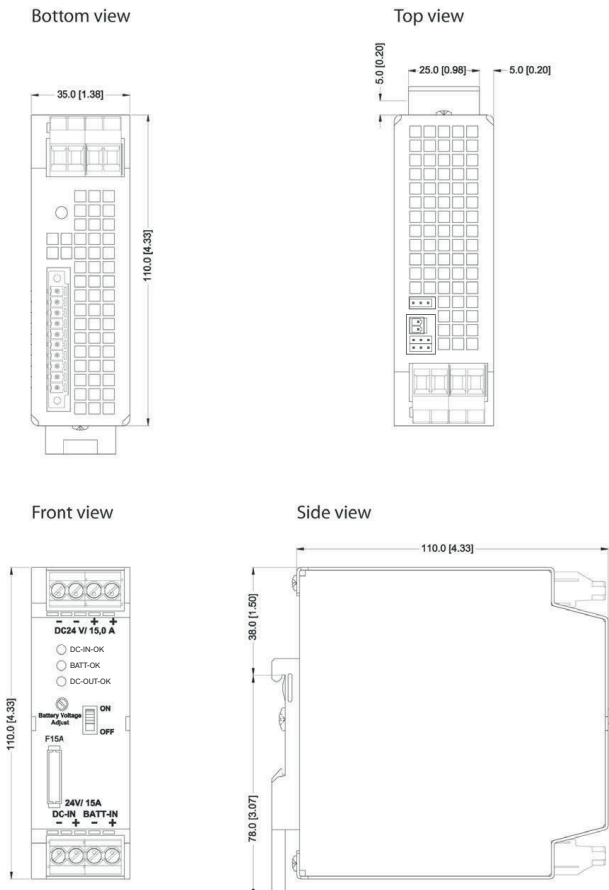 Bottom view
Top view
5.0 [0.20]
25.0 [0.98]
5.0 [0.20]
35.0 [1.38]
110.0 [4.33]
Front view
Side view
110.0 [4.33]
38.0 [1.50]
78.0 [3.07]
110.0 [4.33]
- - + +
DC24 V/ 15,0 A
DC-IN-OK
BATT-OK
DC-OUT-OK
Battery Voltage
Adjust
ON
OFF
F15A
24V/ 15A
DC-IN BATT-IN
- + - +